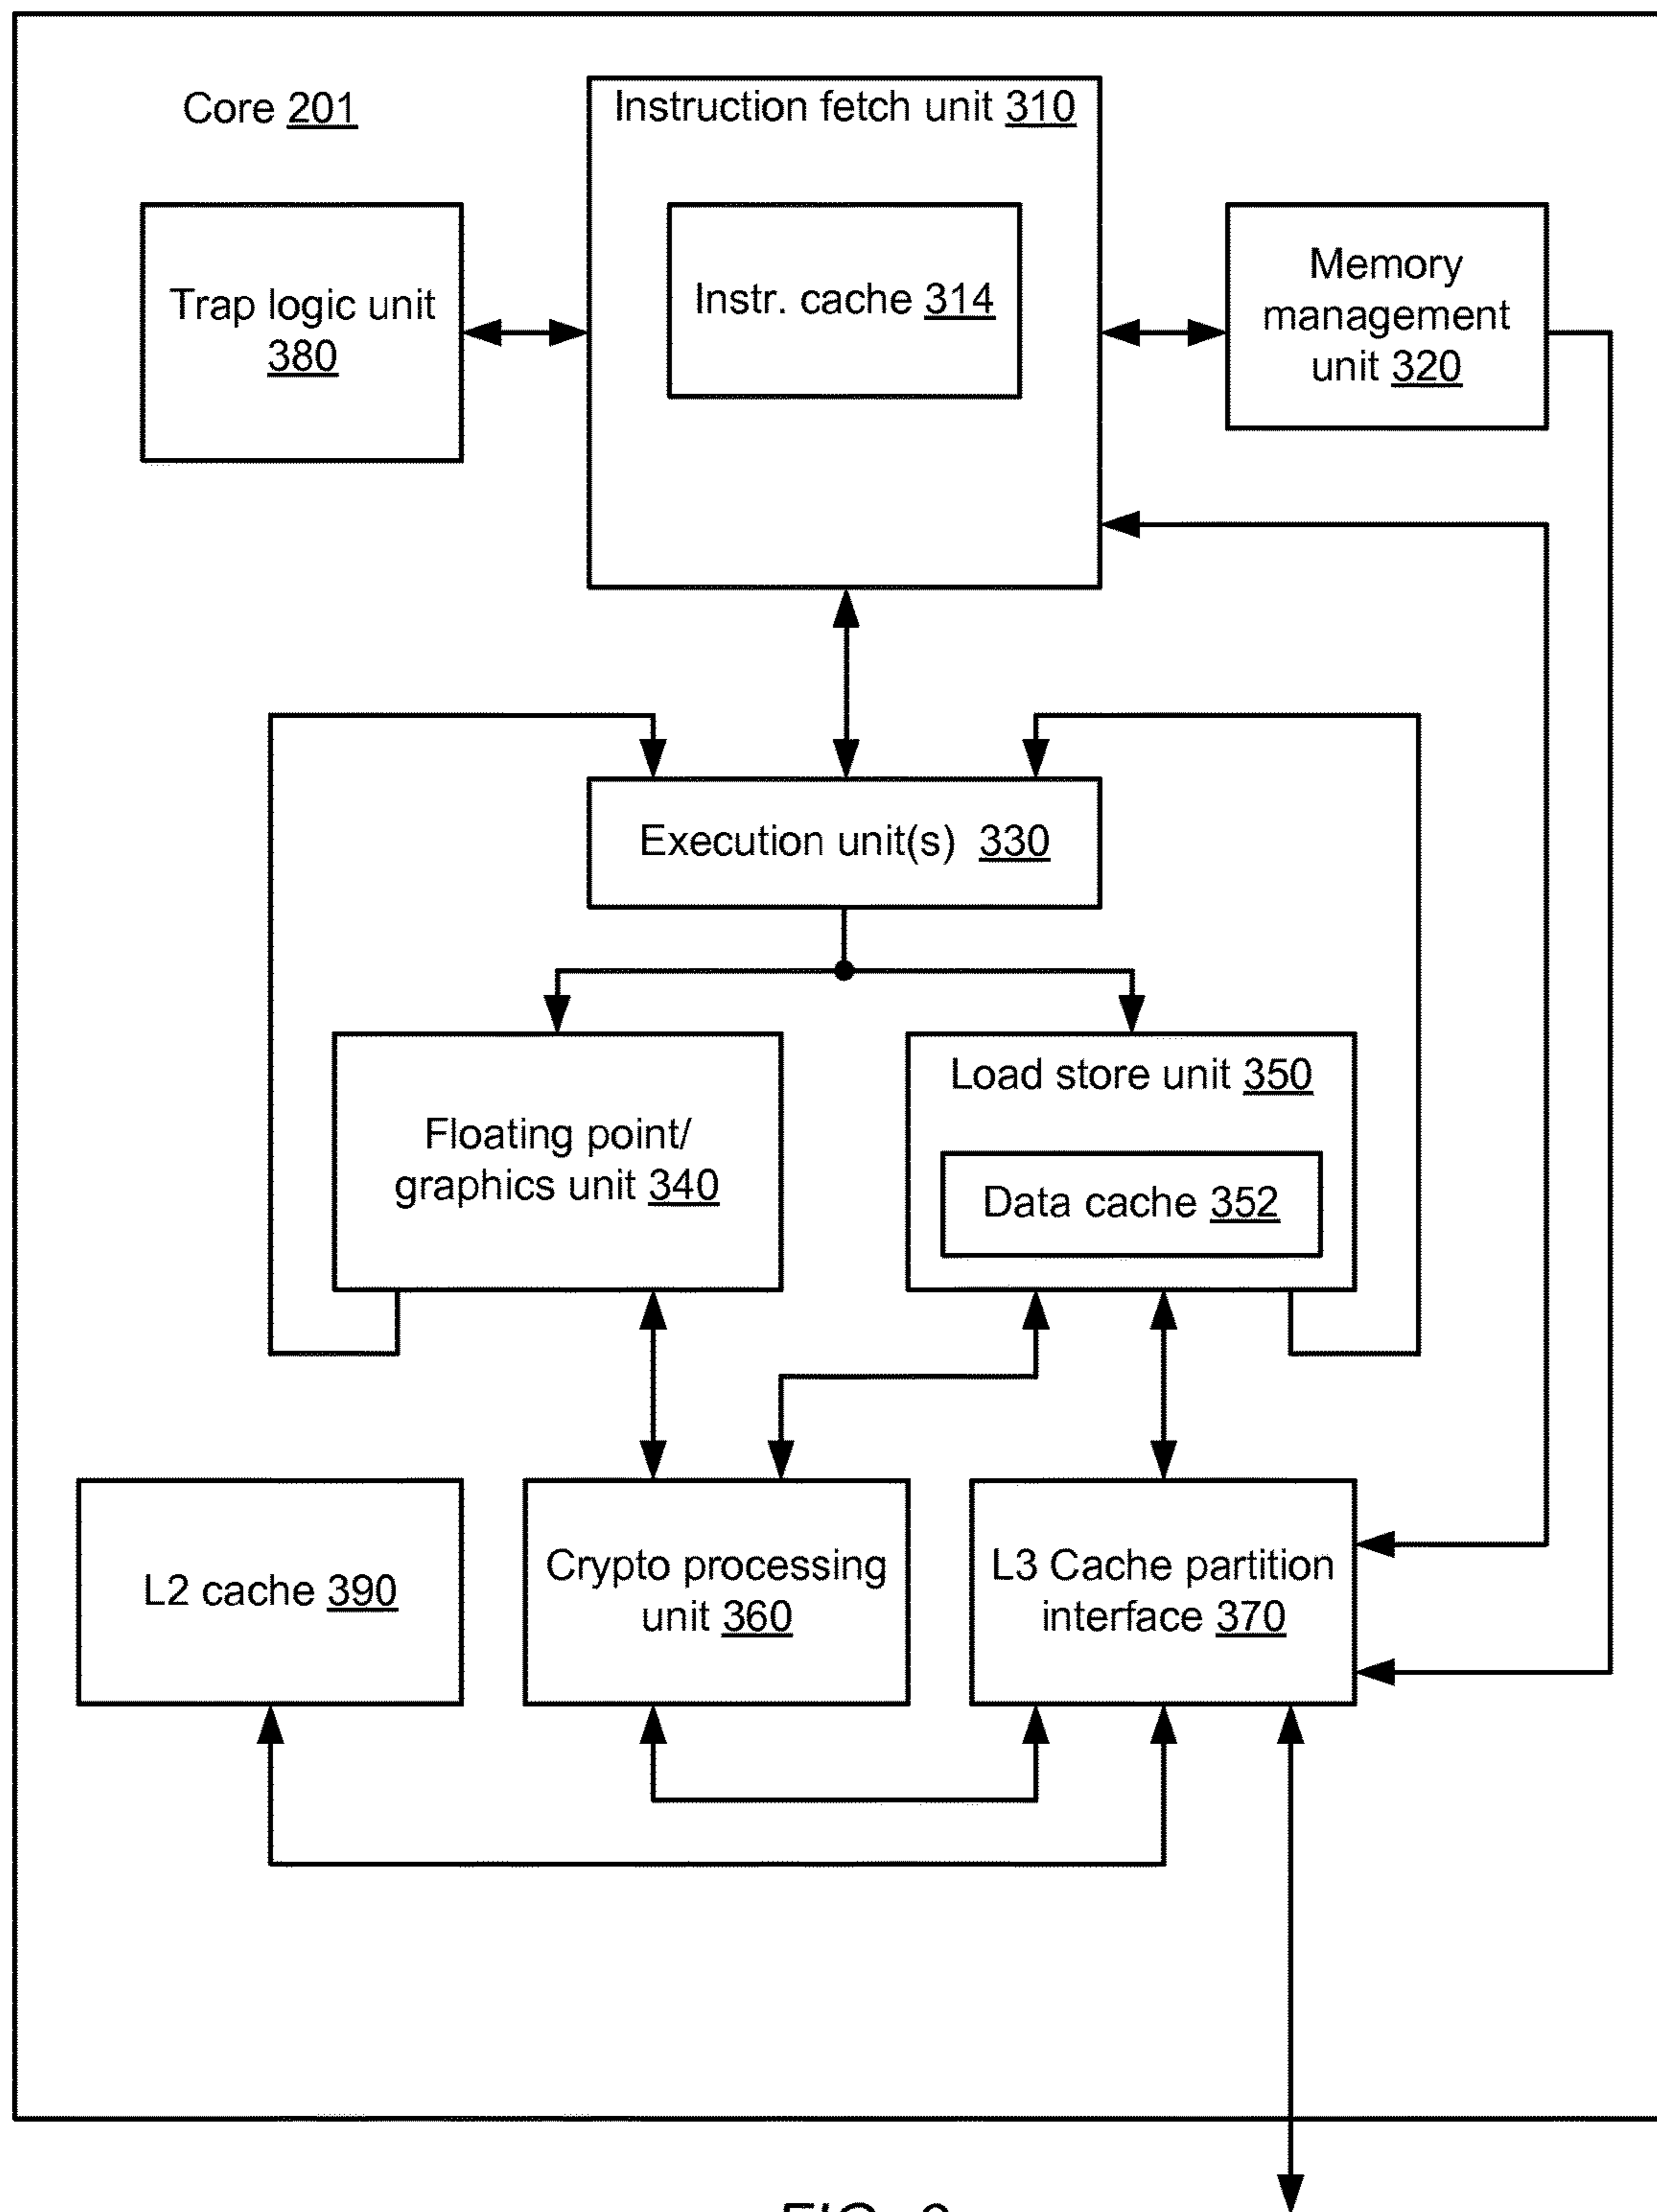 Core 201
Instruction fetch unit 310
Instr. cache 314
Trap logic unit
380
Memory
management
unit 320
Execution unit(s) 330
Floating point/
graphics unit 340
Load store unit 350
Data cache 352
L2 cache 390
Crypto processing
unit 360
L3 Cache partition
interface 370